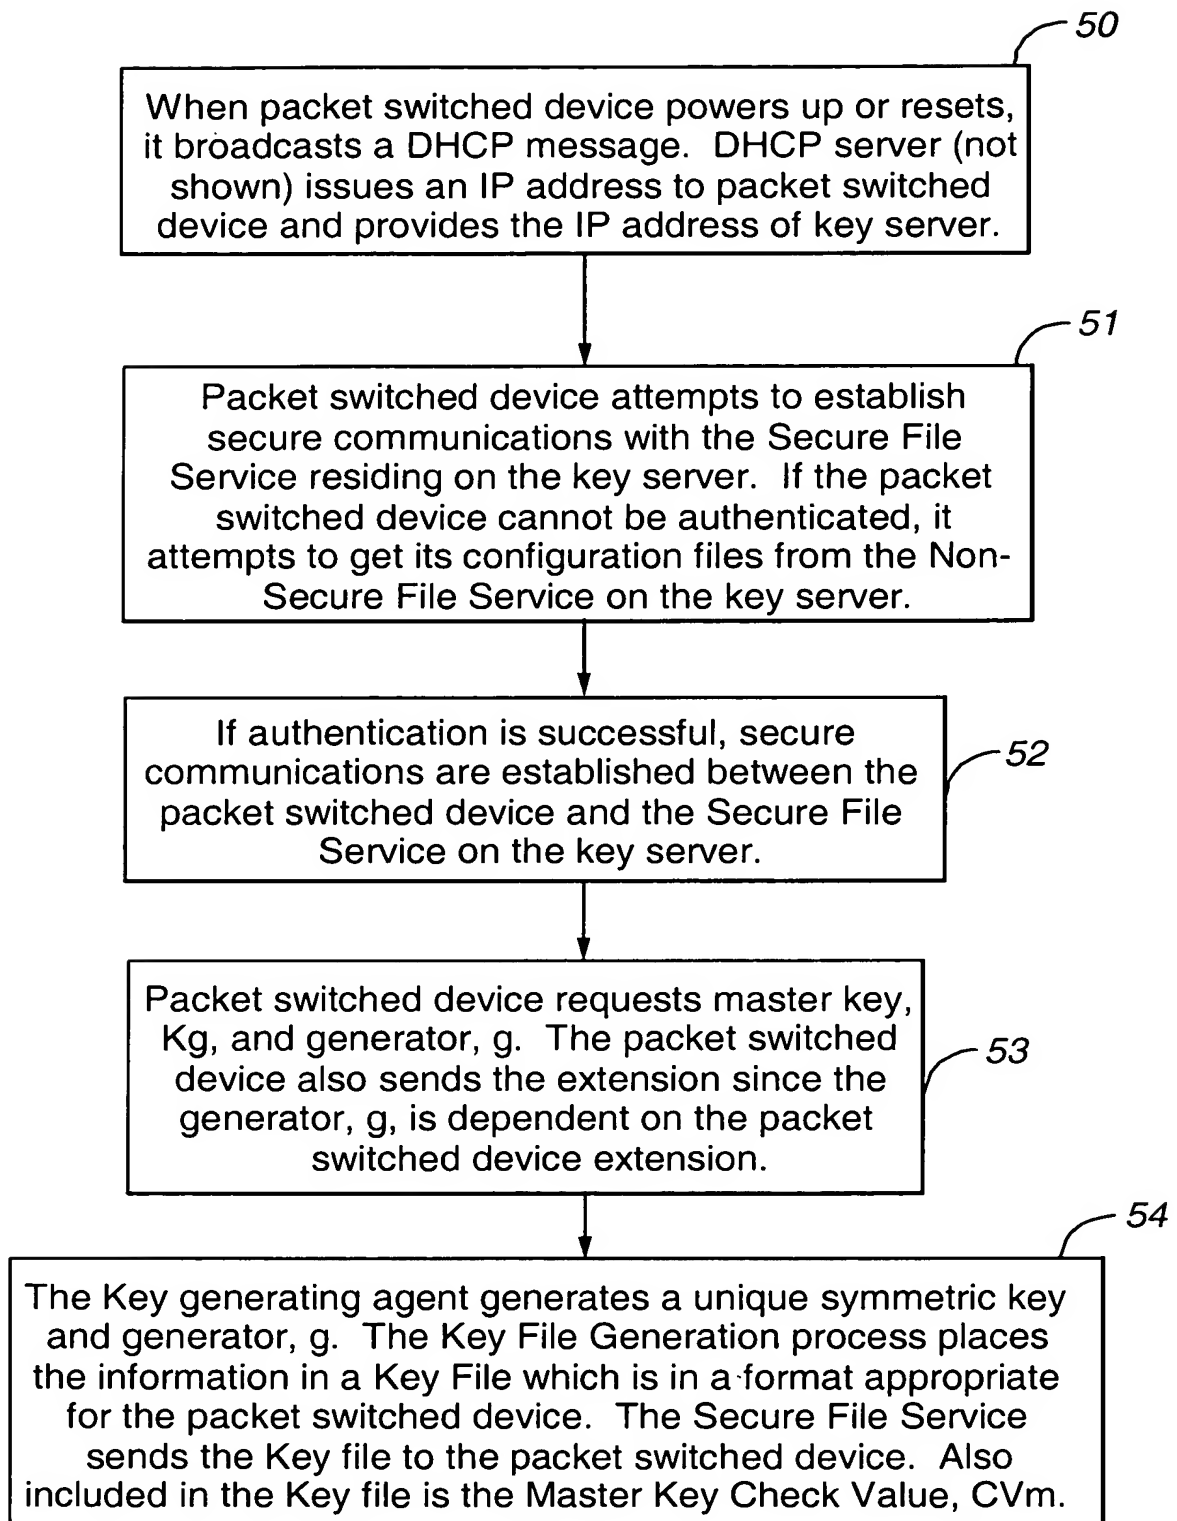 50
When packet switched device powers up or resets,
it broadcasts a DHCP message. DHCP server (not
shown) issues an IP address to packet switched
device and provides the IP address of key server.
51
Packet switched device attempts to establish
secure communications with the Secure File
Service residing on the key server. If the packet
switched device cannot be authenticated, it
attempts to get its configuration files from the Non-
Secure File Service on the key server.
If authentication is successful, secure
communications are established between the
packet switched device and the Secure File
Service on the key server.
52
Packet switched device requests master key,
Kg, and generator, g. The packet switched
device also sends the extension since the
generator, g, is dependent on the packet
switched device extension.
53
54
The Key generating agent generates a unique symmetric key
and generator, g. The Key File Generation process places
the information in a Key File which is in a format appropriate
for the packet switched device. The Secure File Service
sends the Key file to the packet switched device. Also
included in the Key file is the Master Key Check Value, CVm.